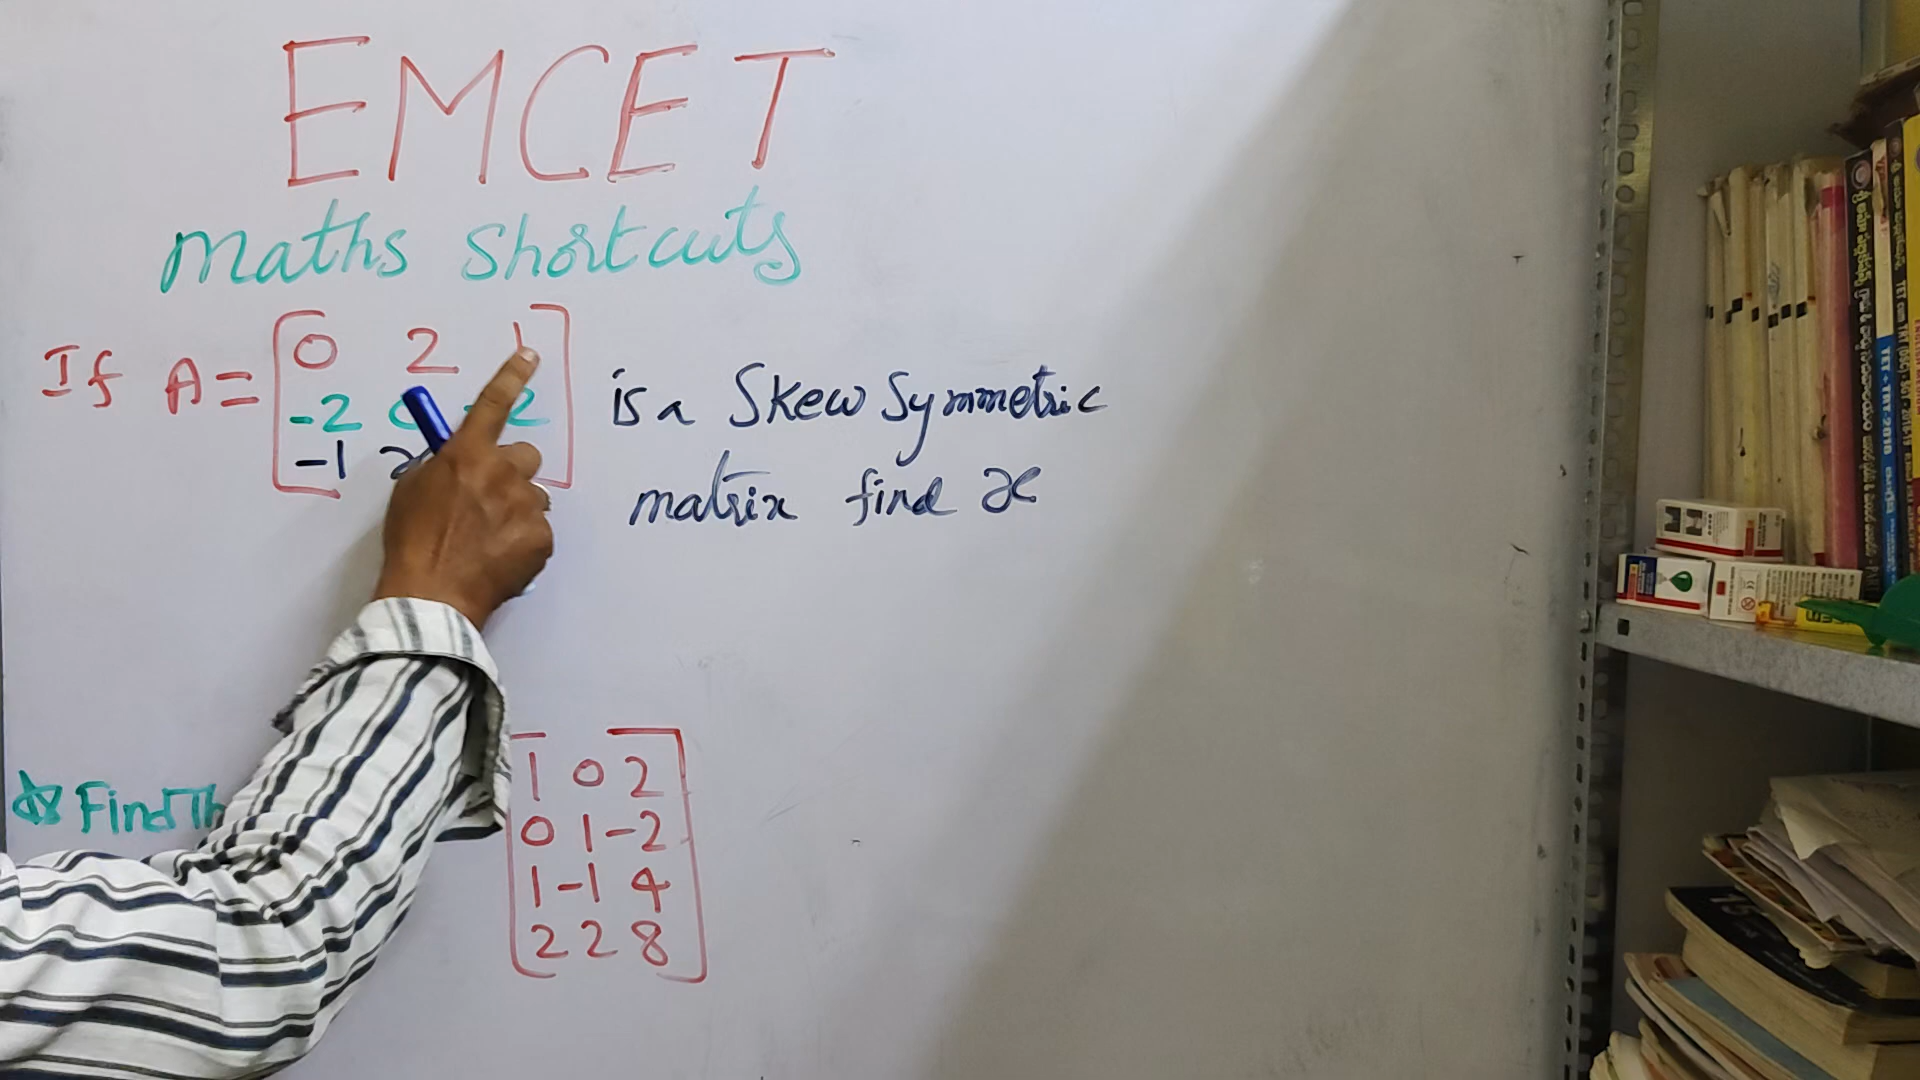 EMCET
Maths Shortcuts
If A = 0 2 1
-2 -2
-1 x
is a Skew Symmetric
matrix find x
Find Th
1 0 2
0 1 -2
1 -1 4
2 2 8